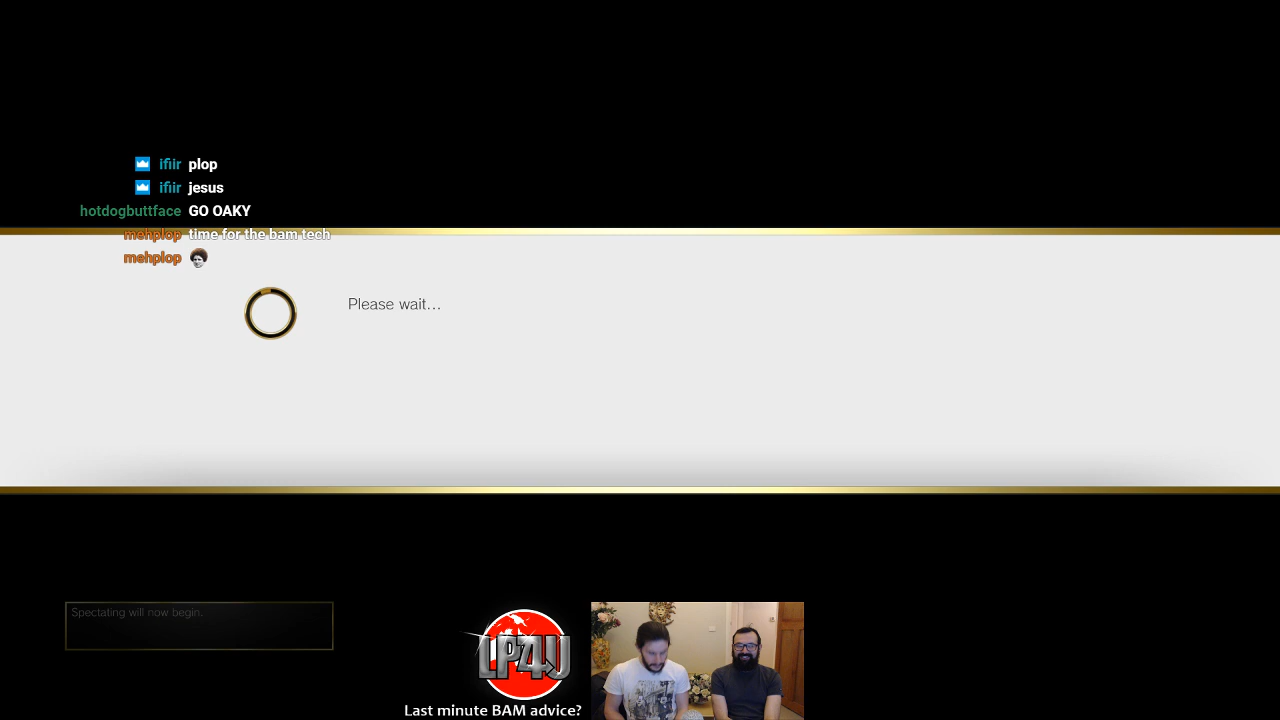 ifiir plop
ifiir jesus
hotdogbuttface GO OAKY
mehplop time for the bam tech
mehplop
Please wait...
Spectating will now begin.
LP4U
Last minute BAM advice?